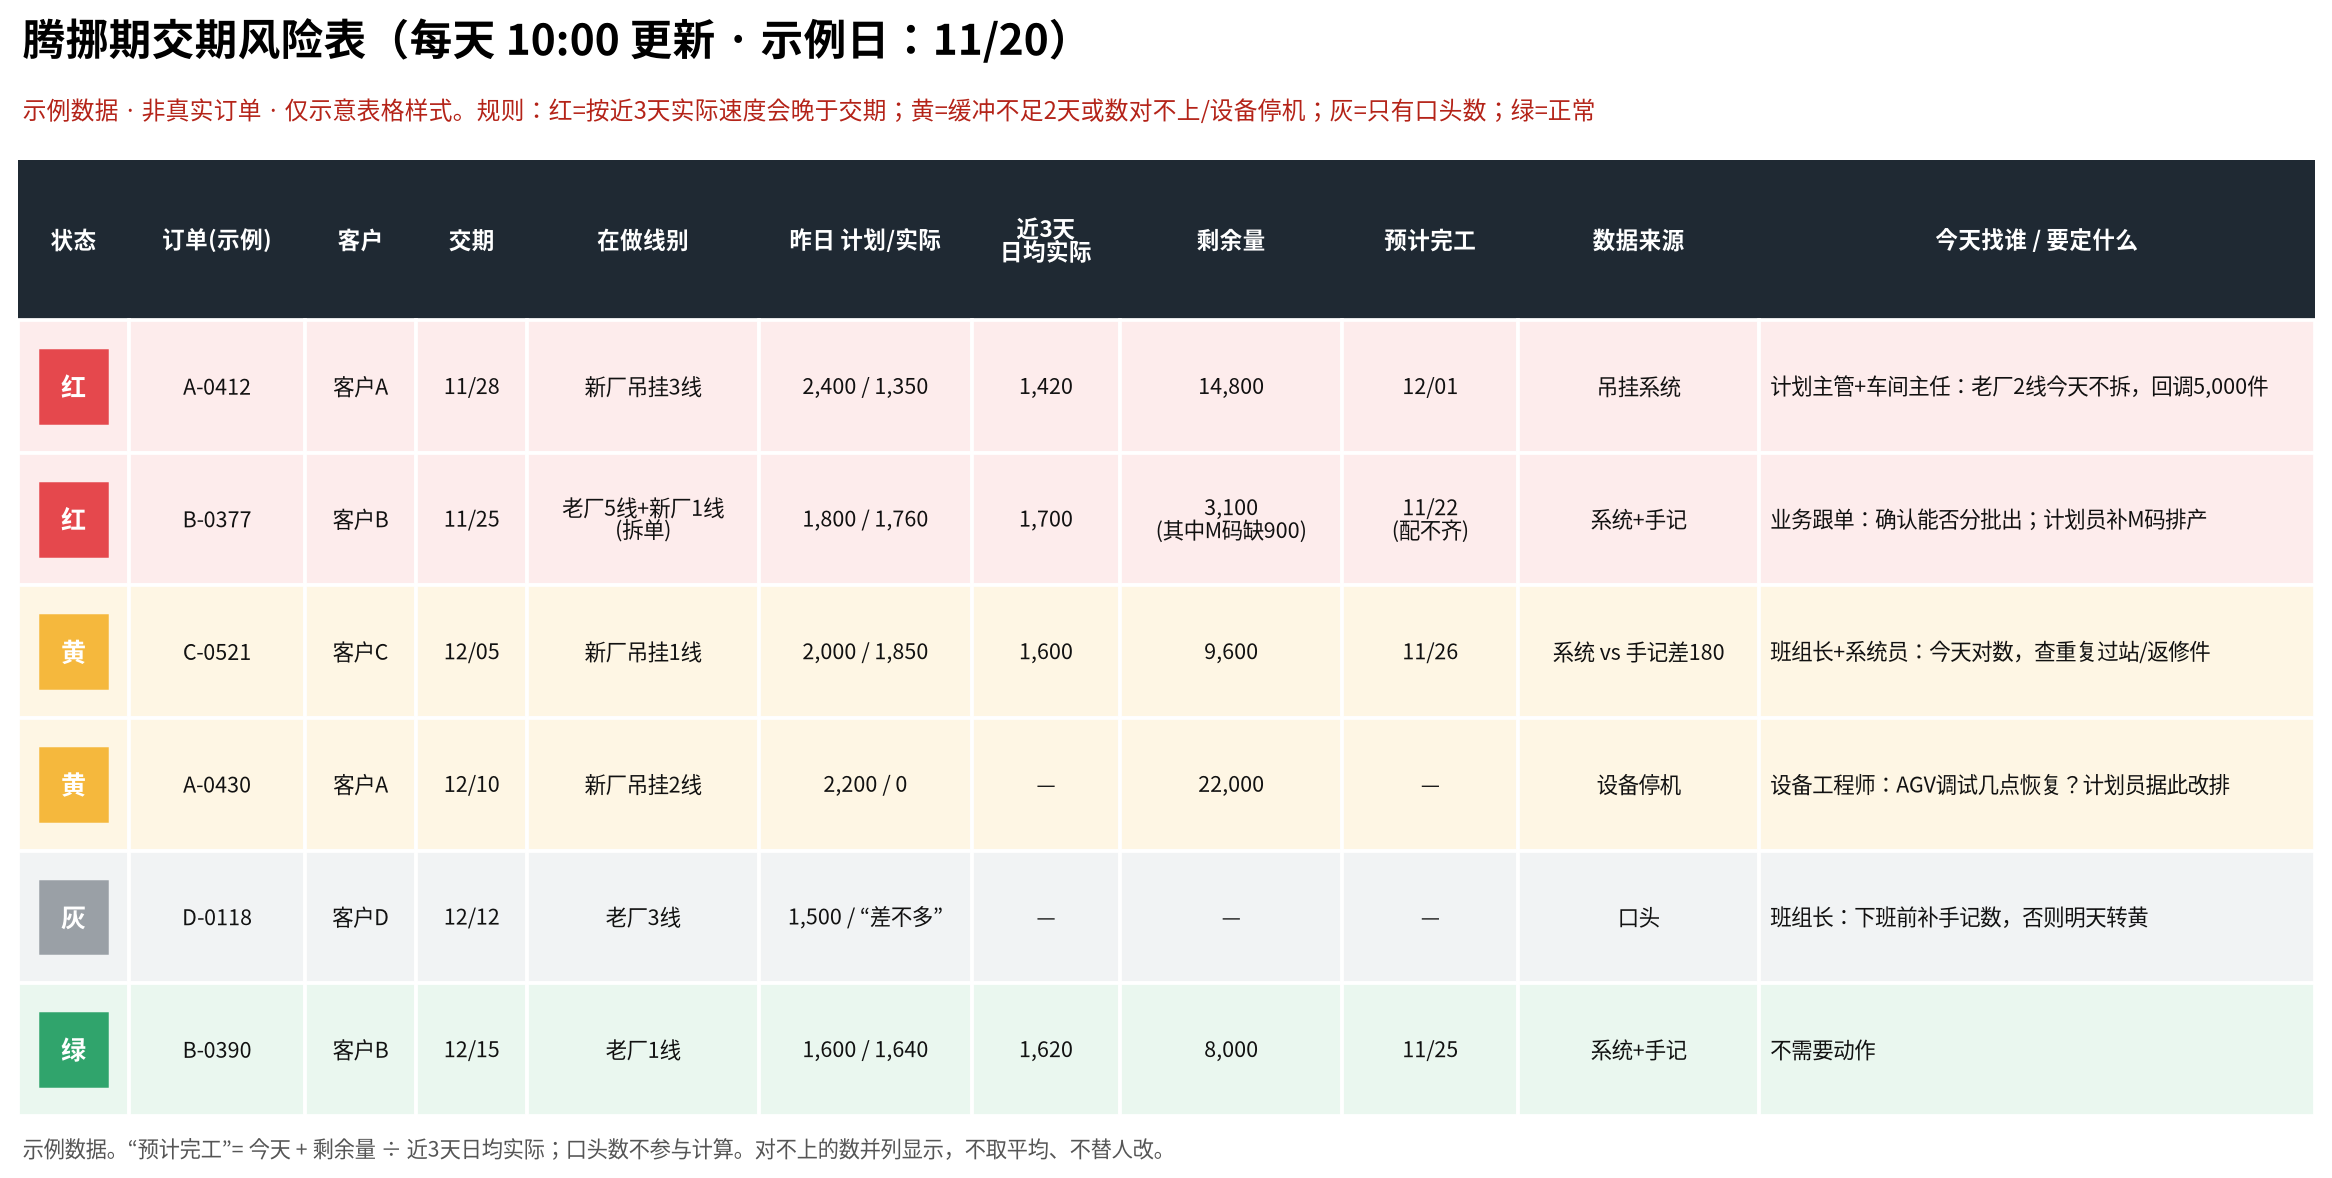 腾挪期交期风险表（每天 10:00 更新 · 示例日：11/20）
示例数据 · 非真实订单 · 仅示意表格样式。规则：红=按近3天实际速度会晚于交期；黄=缓冲不足2天或数对不上/设备停机；灰=只有口头数；绿=正常
状态 订单(示例) 客户 交期 在做线别 昨日 计划/实际 近3天 日均实际 剩余量 预计完工 数据来源 今天找谁 / 要定什么
红 A-0412 客户A 11/28 新厂吊挂3线 2,400 / 1,350 1,420 14,800 12/01 吊挂系统 计划主管+车间主任：老厂2线今天不拆，回调5,000件
红 B-0377 客户B 11/25 老厂5线+新厂1线 (拆单) 1,800 / 1,760 1,700 3,100 (其中M码缺900) 11/22 (配不齐) 系统+手记 业务跟单：确认能否分批出；计划员补M码排产
黄 C-0521 客户C 12/05 新厂吊挂1线 2,000 / 1,850 1,600 9,600 11/26 系统 vs 手记差180 班组长+系统员：今天对数，查重复过站/返修件
黄 A-0430 客户A 12/10 新厂吊挂2线 2,200 / 0 — 22,000 — 设备停机 设备工程师：AGV调试几点恢复？计划员据此改排
灰 D-0118 客户D 12/12 老厂3线 1,500 / “差不多” — — — 口头 班组长：下班前补手记数，否则明天转黄
绿 B-0390 客户B 12/15 老厂1线 1,600 / 1,640 1,620 8,000 11/25 系统+手记 不需要动作
示例数据。“预计完工”= 今天 + 剩余量 ÷ 近3天日均实际；口头数不参与计算。对不上的数并列显示，不取平均、不替人改。